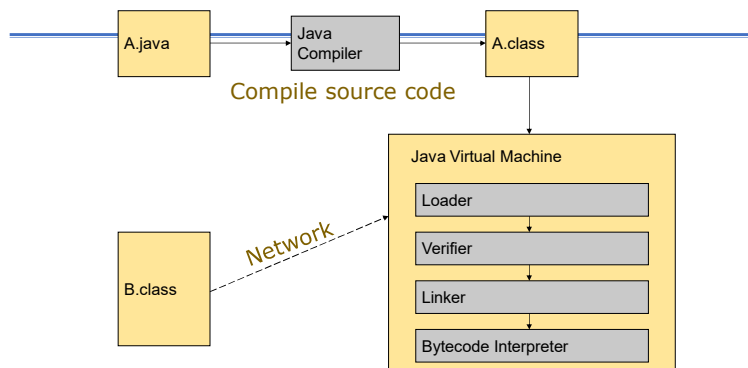 A.java
Java
Compiler
A.class
Compile source code
Java Virtual Machine
Loader
Verifier
Linker
Bytecode Interpreter
Network
B.class